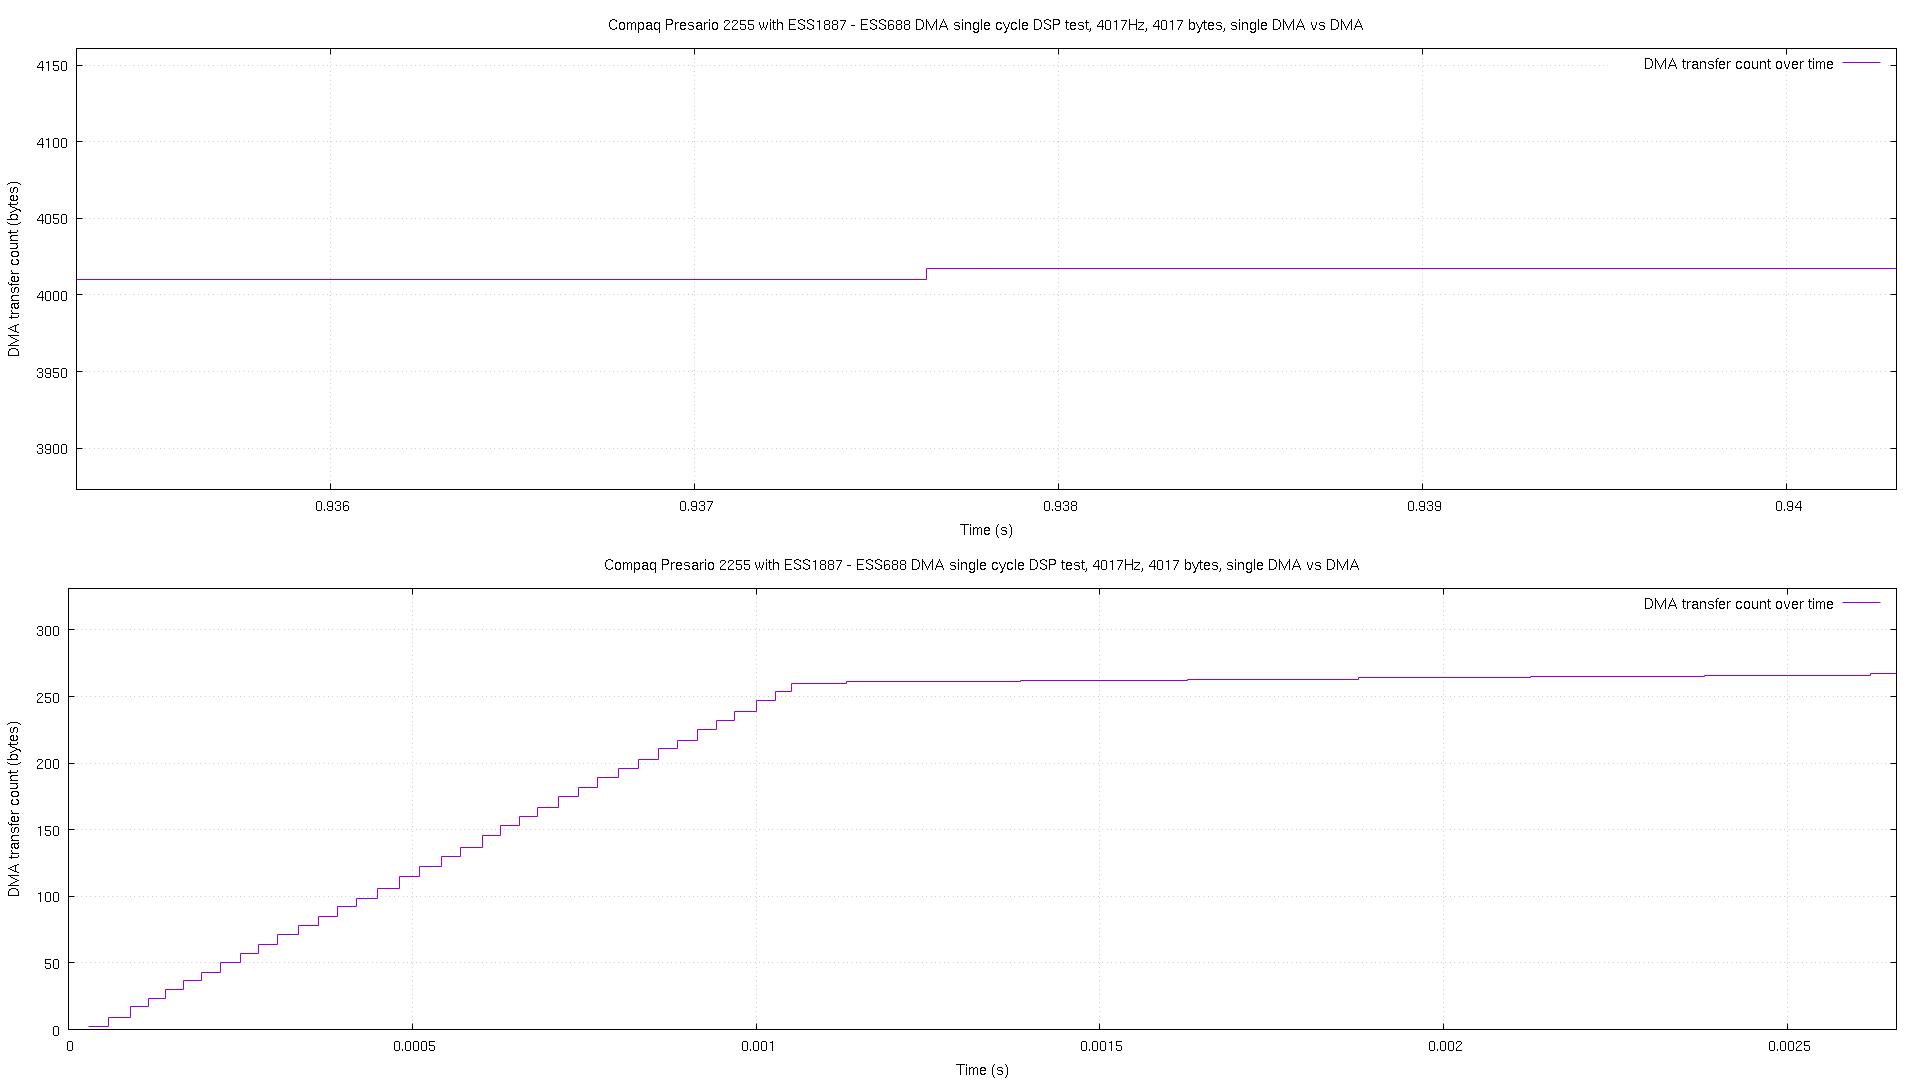 Compaq Presario 2255 with ESS1887 - ESS688 DMA single cycle DSP test, 4017Hz, 4017 bytes, single DMA vs DMA
DMA transfer count over time
4150
4100
4050
4000
3950
3900
DMA transfer count (bytes)
0.936 0.937 0.938 0.939 0.94
Time (s)
Compaq Presario 2255 with ESS1887 - ESS688 DMA single cycle DSP test, 4017Hz, 4017 bytes, single DMA vs DMA
DMA transfer count over time
300
250
200
150
100
50
0
DMA transfer count (bytes)
0 0.0005 0.001 0.0015 0.002 0.0025
Time (s)